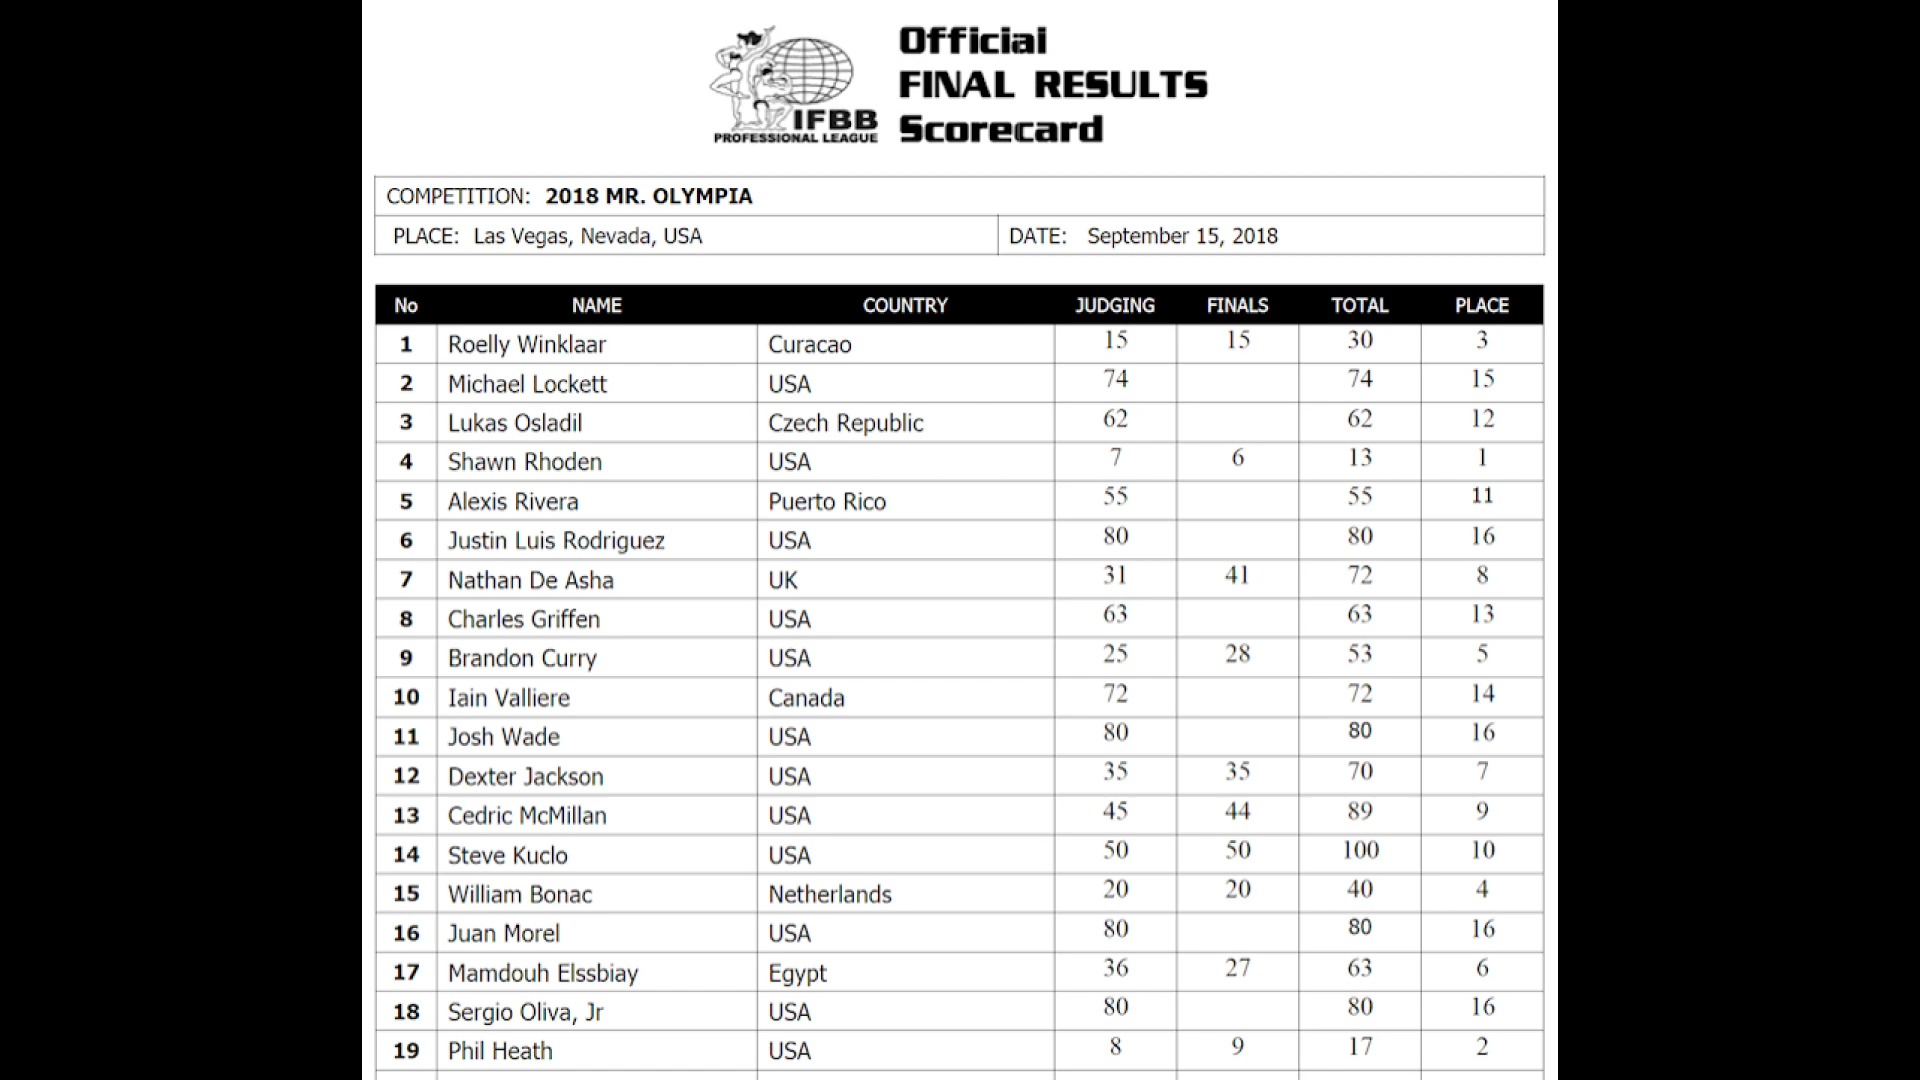 Official
FINAL RESULTS
Scorecard
IFBB
PROFESSIONAL LEAGUE
COMPETITION: 2018 MR. OLYMPIA
PLACE: Las Vegas, Nevada, USA DATE: September 15, 2018
No NAME COUNTRY JUDGING FINALS TOTAL PLACE
1 Roelly Winklaar Curacao 15 15 30 3
2 Michael Lockett USA 74 74 15
3 Lukas Osladil Czech Republic 62 62 12
4 Shawn Rhoden USA 7 6 13 1
5 Alexis Rivera Puerto Rico 55 55 11
6 Justin Luis Rodriguez USA 80 80 16
7 Nathan De Asha UK 31 41 72 8
8 Charles Griffen USA 63 63 13
9 Brandon Curry USA 25 28 53 5
10 Iain Valliere Canada 72 72 14
11 Josh Wade USA 80 80 16
12 Dexter Jackson USA 35 35 70 7
13 Cedric McMillan USA 45 44 89 9
14 Steve Kuclo USA 50 50 100 10
15 William Bonac Netherlands 20 20 40 4
16 Juan Morel USA 80 80 16
17 Mamdouh Elssbiay Egypt 36 27 63 6
18 Sergio Oliva, Jr USA 80 80 16
19 Phil Heath USA 8 9 17 2